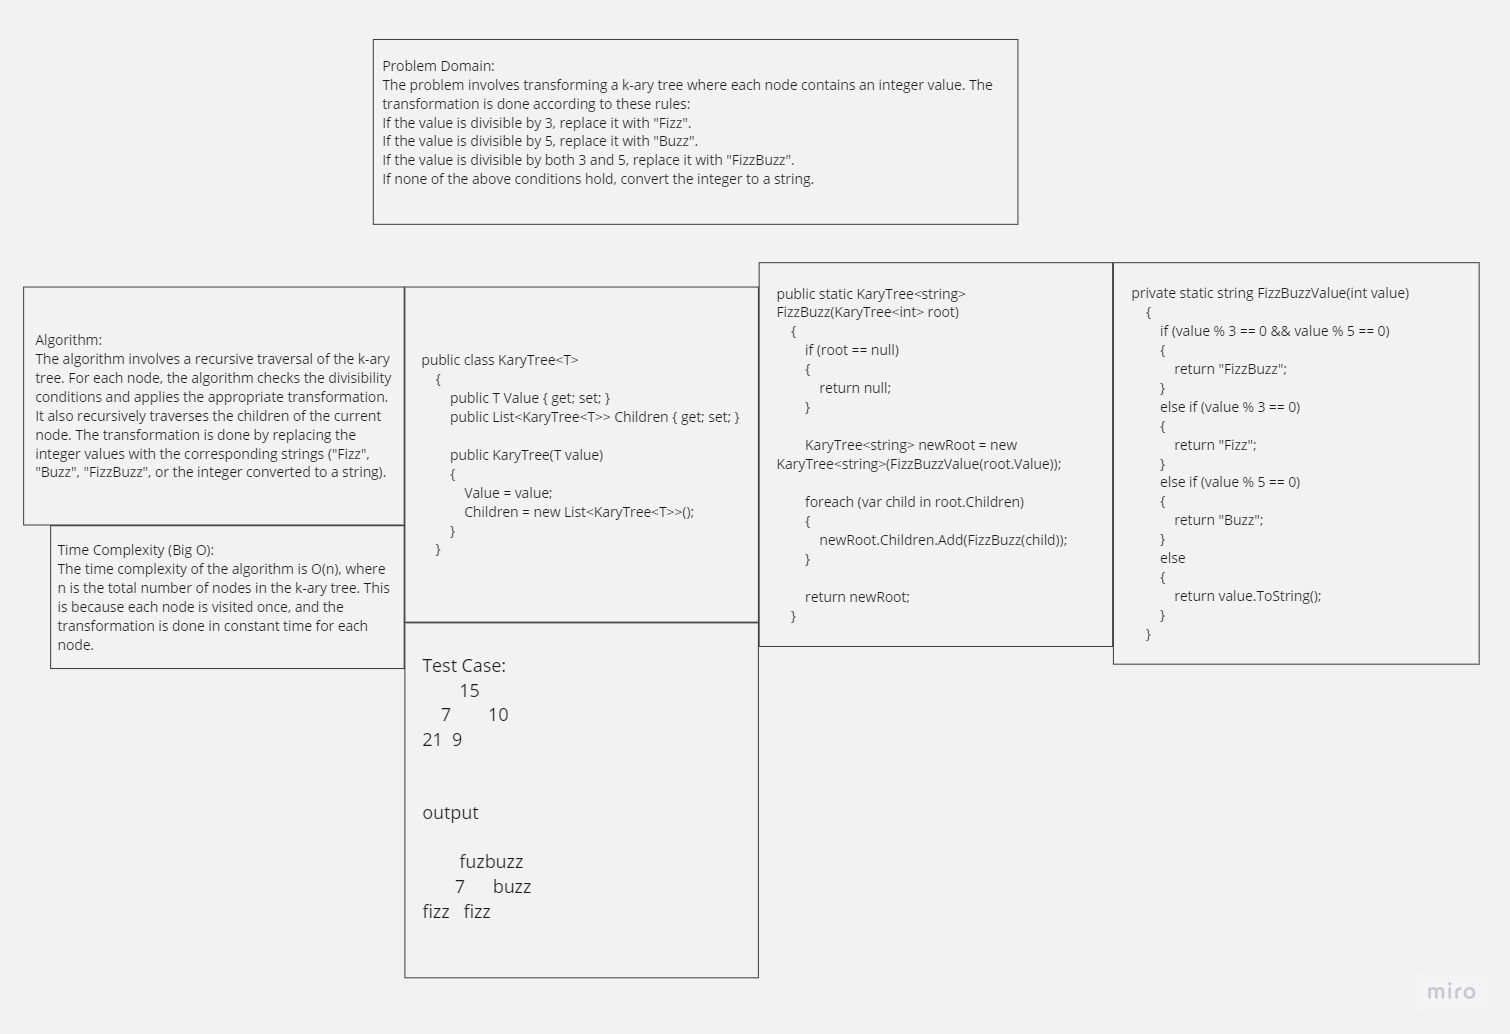 Problem Domain:
The problem involves transforming a k-ary tree where each node contains an integer value. The
transformation is done according to these rules:
If the value is divisible by 3, replace it with "Fizz".
If the value is divisible by 5, replace it with "Buzz".
If the value is divisible by both 3 and 5, replace it with "FizzBuzz".
If none of the above conditions hold, convert the integer to a string.
Algorithm:
The algorithm involves a recursive traversal of the k-ary
tree. For each node, the algorithm checks the divisibility
conditions and applies the appropriate transformation.
It also recursively traverses the children of the current
node. The transformation is done by replacing the
integer values with the corresponding strings ("Fizz",
"Buzz", "FizzBuzz", or the integer converted to a string).
Time Complexity (Big O):
The time complexity of the algorithm is O(n), where
n is the total number of nodes in the k-ary tree. This
is because each node is visited once, and the
transformation is done in constant time for each
node.
public class KaryTree<T>
{
public T Value { get; set; }
public List<KaryTree<T>> Children { get; set; }
public KaryTree(T value)
{
Value = value;
Children = new List<KaryTree<T>>();
}
}
Test Case:
15
7 10
21 9
output
fuzbuzz
7 buzz
fizz fizz
public static KaryTree<string>
FizzBuzz(KaryTree<int> root)
{
if (root == null)
{
return null;
}
KaryTree<string> newRoot = new
KaryTree<string>(FizzBuzzValue(root.Value));
foreach (var child in root.Children)
{
newRoot.Children.Add(FizzBuzz(child));
}
return newRoot;
}
private static string FizzBuzzValue(int value)
{
if (value % 3 == 0 && value % 5 == 0)
{
return "FizzBuzz";
}
else if (value % 3 == 0)
{
return "Fizz";
}
else if (value % 5 == 0)
{
return "Buzz";
}
else
{
return value.ToString();
}
}
miro